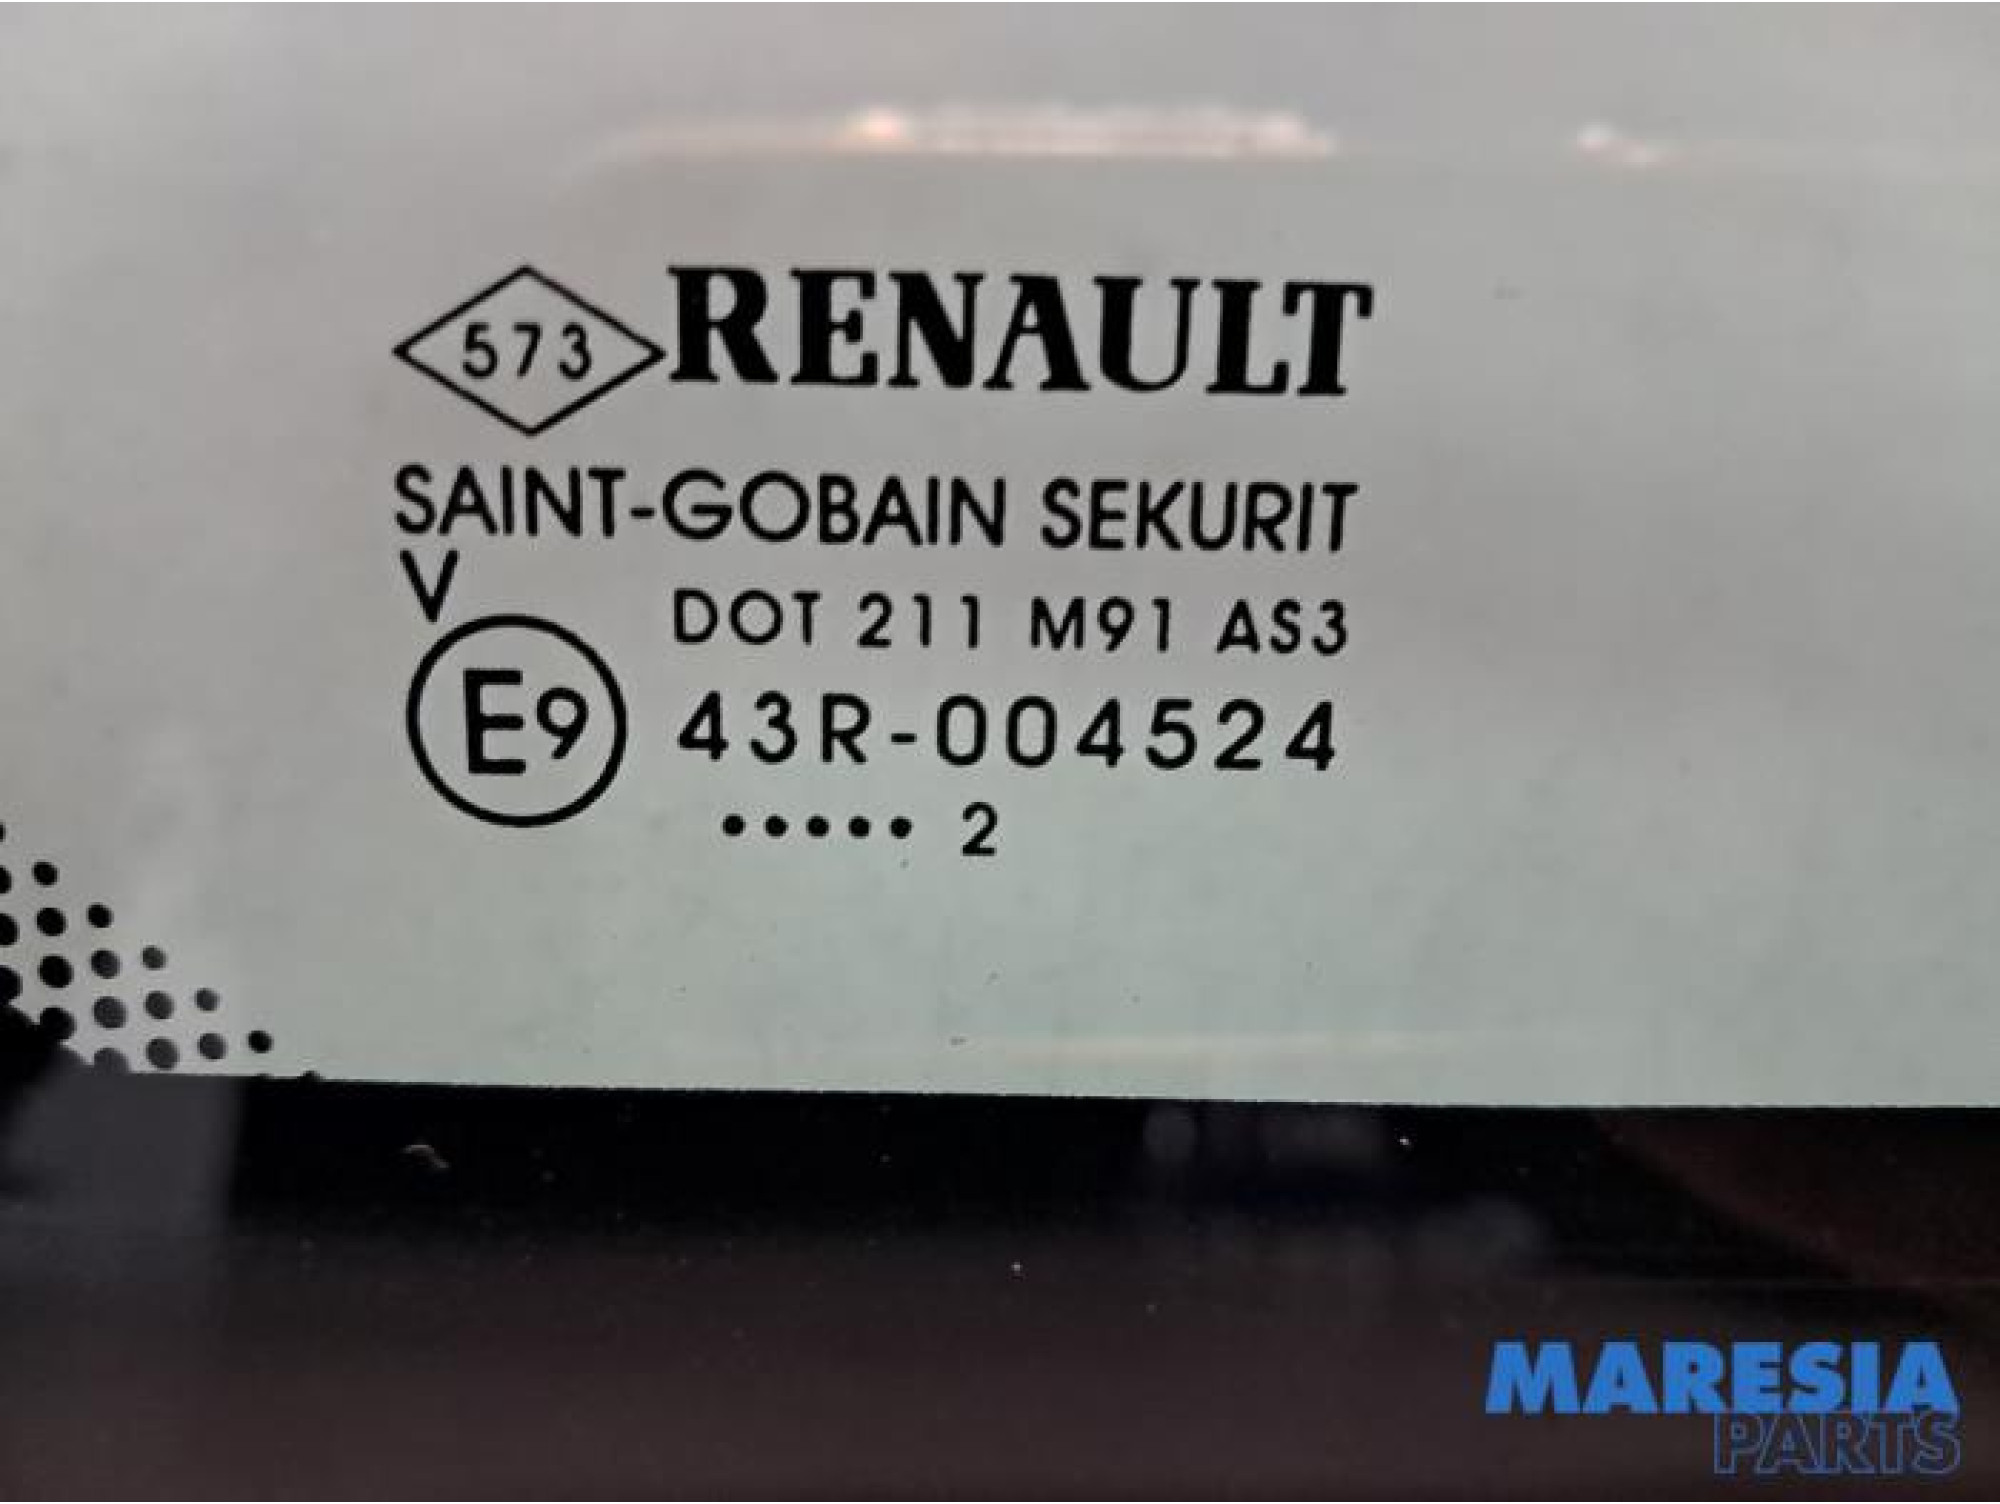 573 RENAULT
SAINT-GOBAIN SEKURIT
V
DOT 211 M91 AS3
E9 43R-004524
..... 2
MARESIA
PARTS